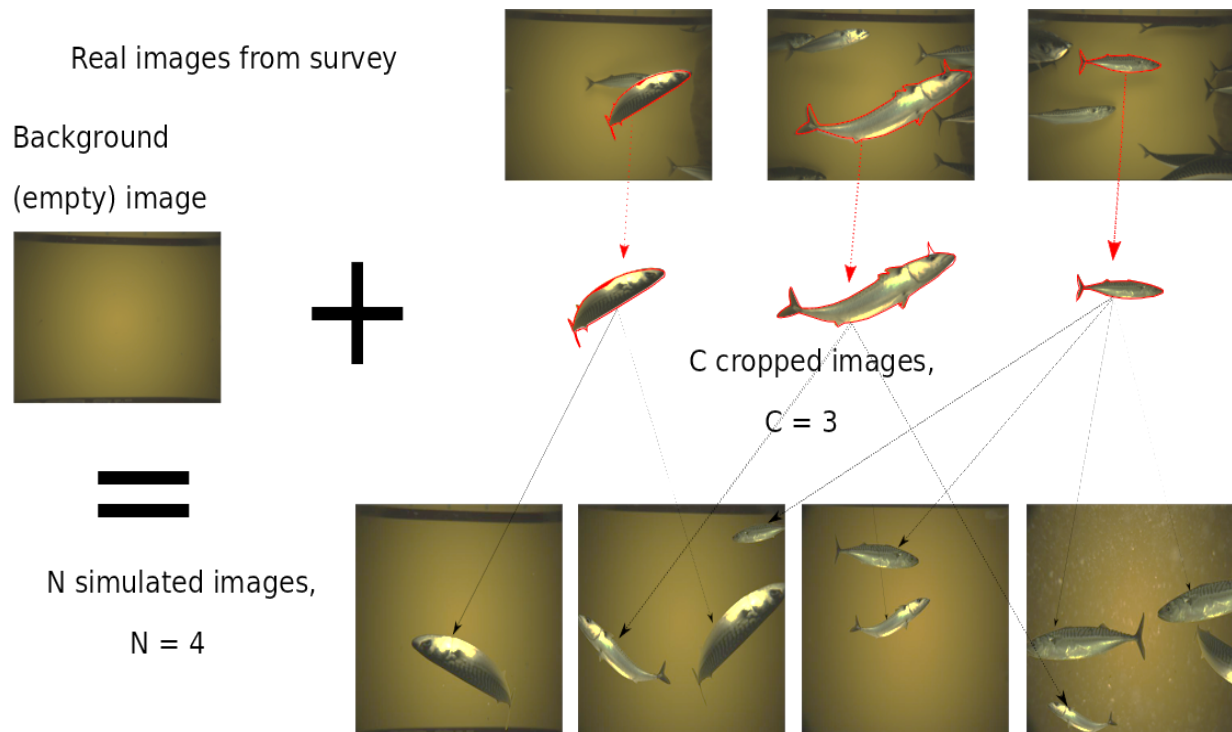 Real images from survey
Background
(empty) image
C cropped images,
C = 3
N simulated images,
N = 4